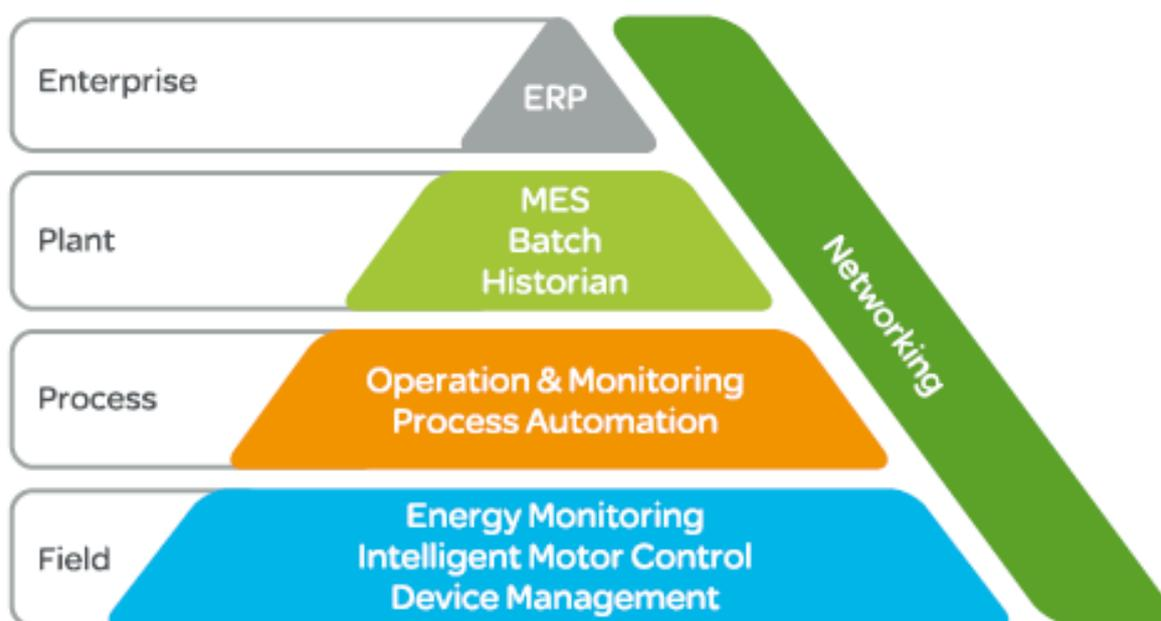 Enterprise
ERP
Plant
MES
Batch
Historian
Process
Operation & Monitoring
Process Automation
Field
Energy Monitoring
Intelligent Motor Control
Device Management
Networking